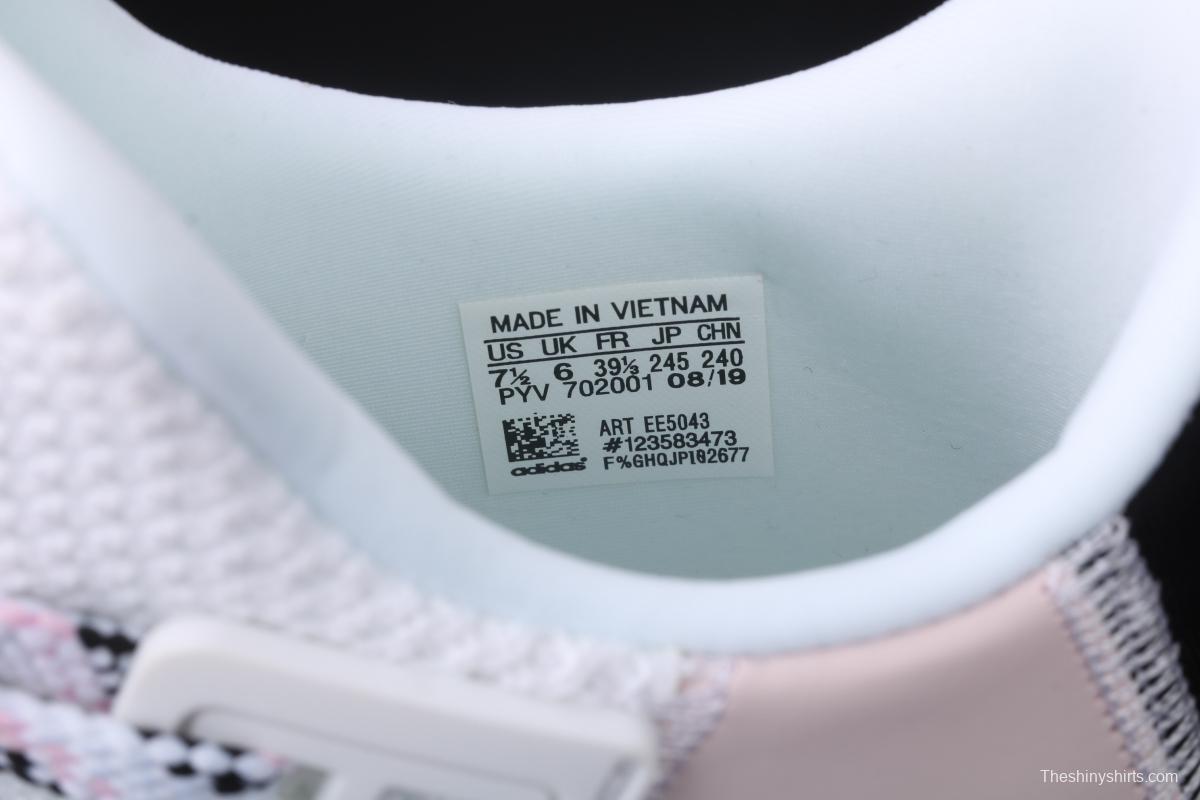 MADE IN VIETNAM
US UK FR JP CHN
7½ 6 39⅓ 245 240
PYV 702001 08/19
ART EE5043
#123583473
adidas
F%GHQJPI02677
Theshinyshirts.com